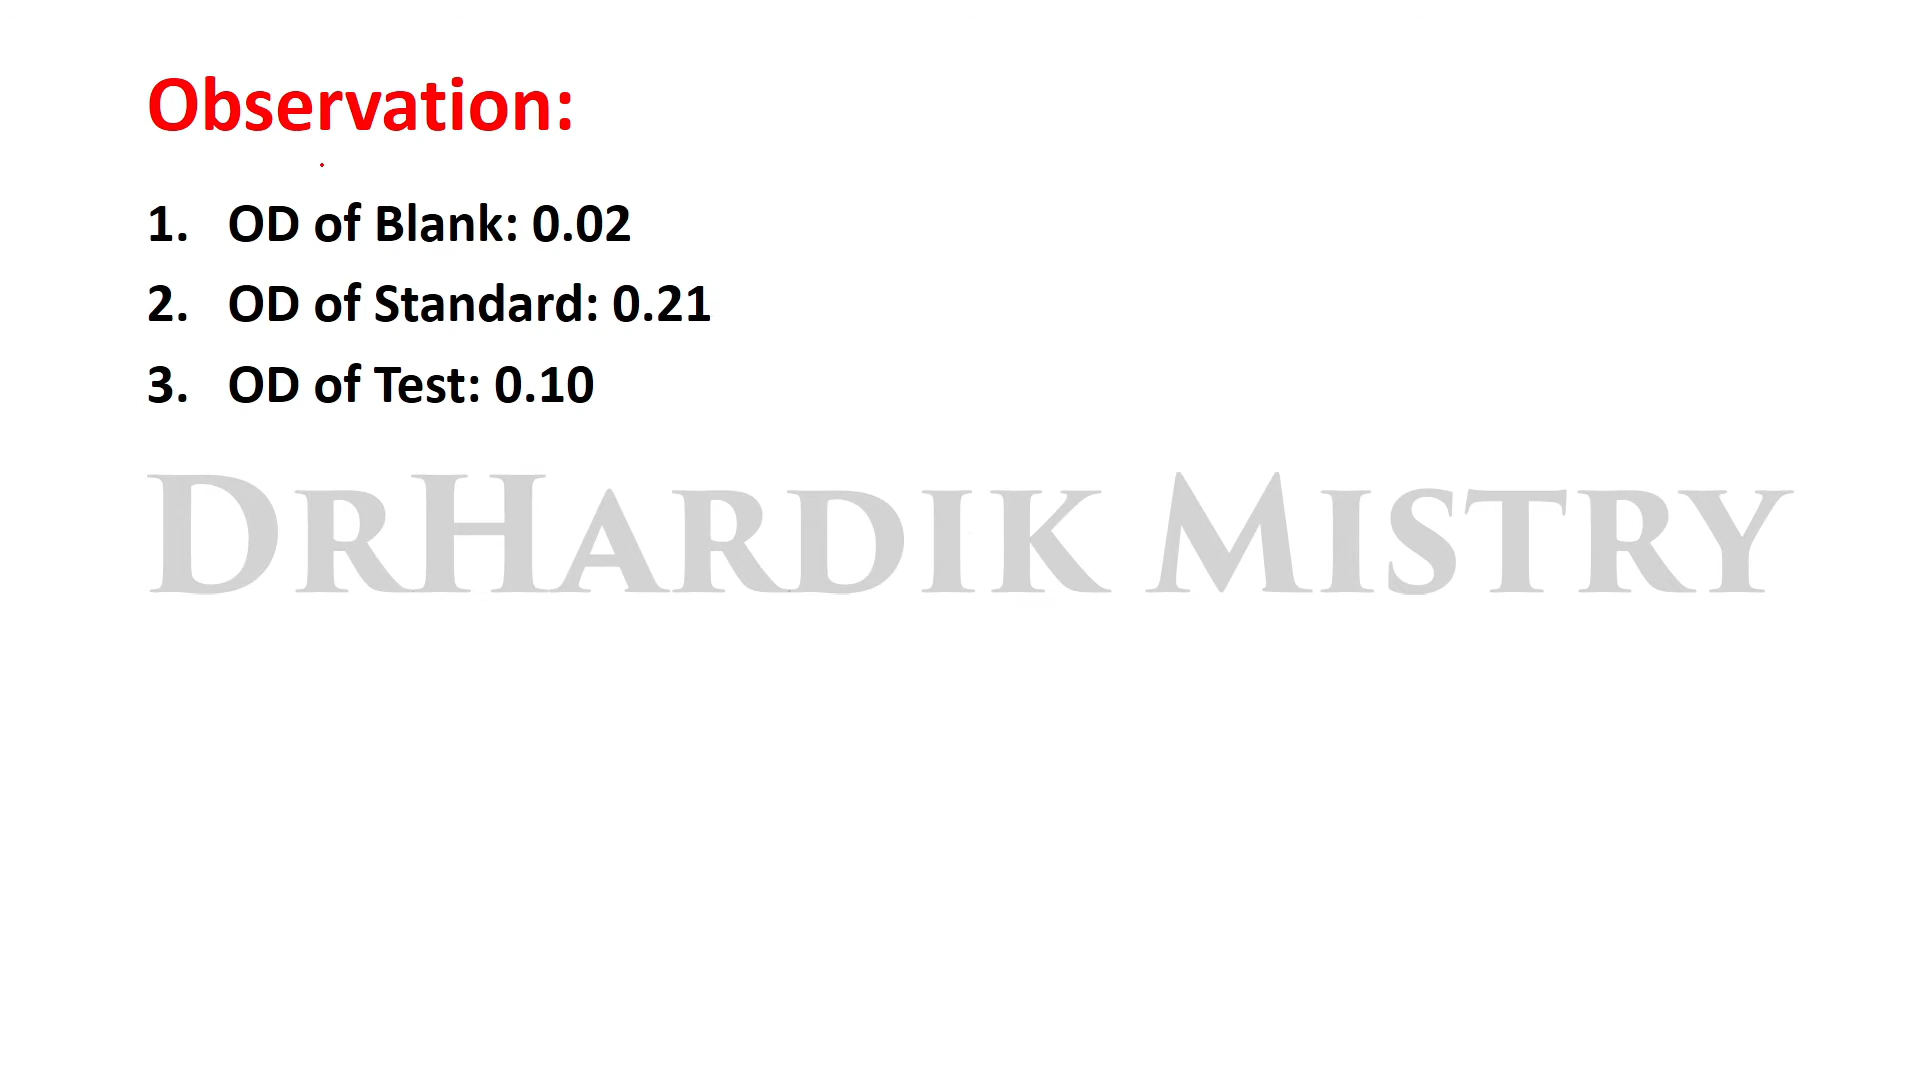 Observation:
1. OD of Blank: 0.02
2. OD of Standard: 0.21
3. OD of Test: 0.10
DrHardik Mistry